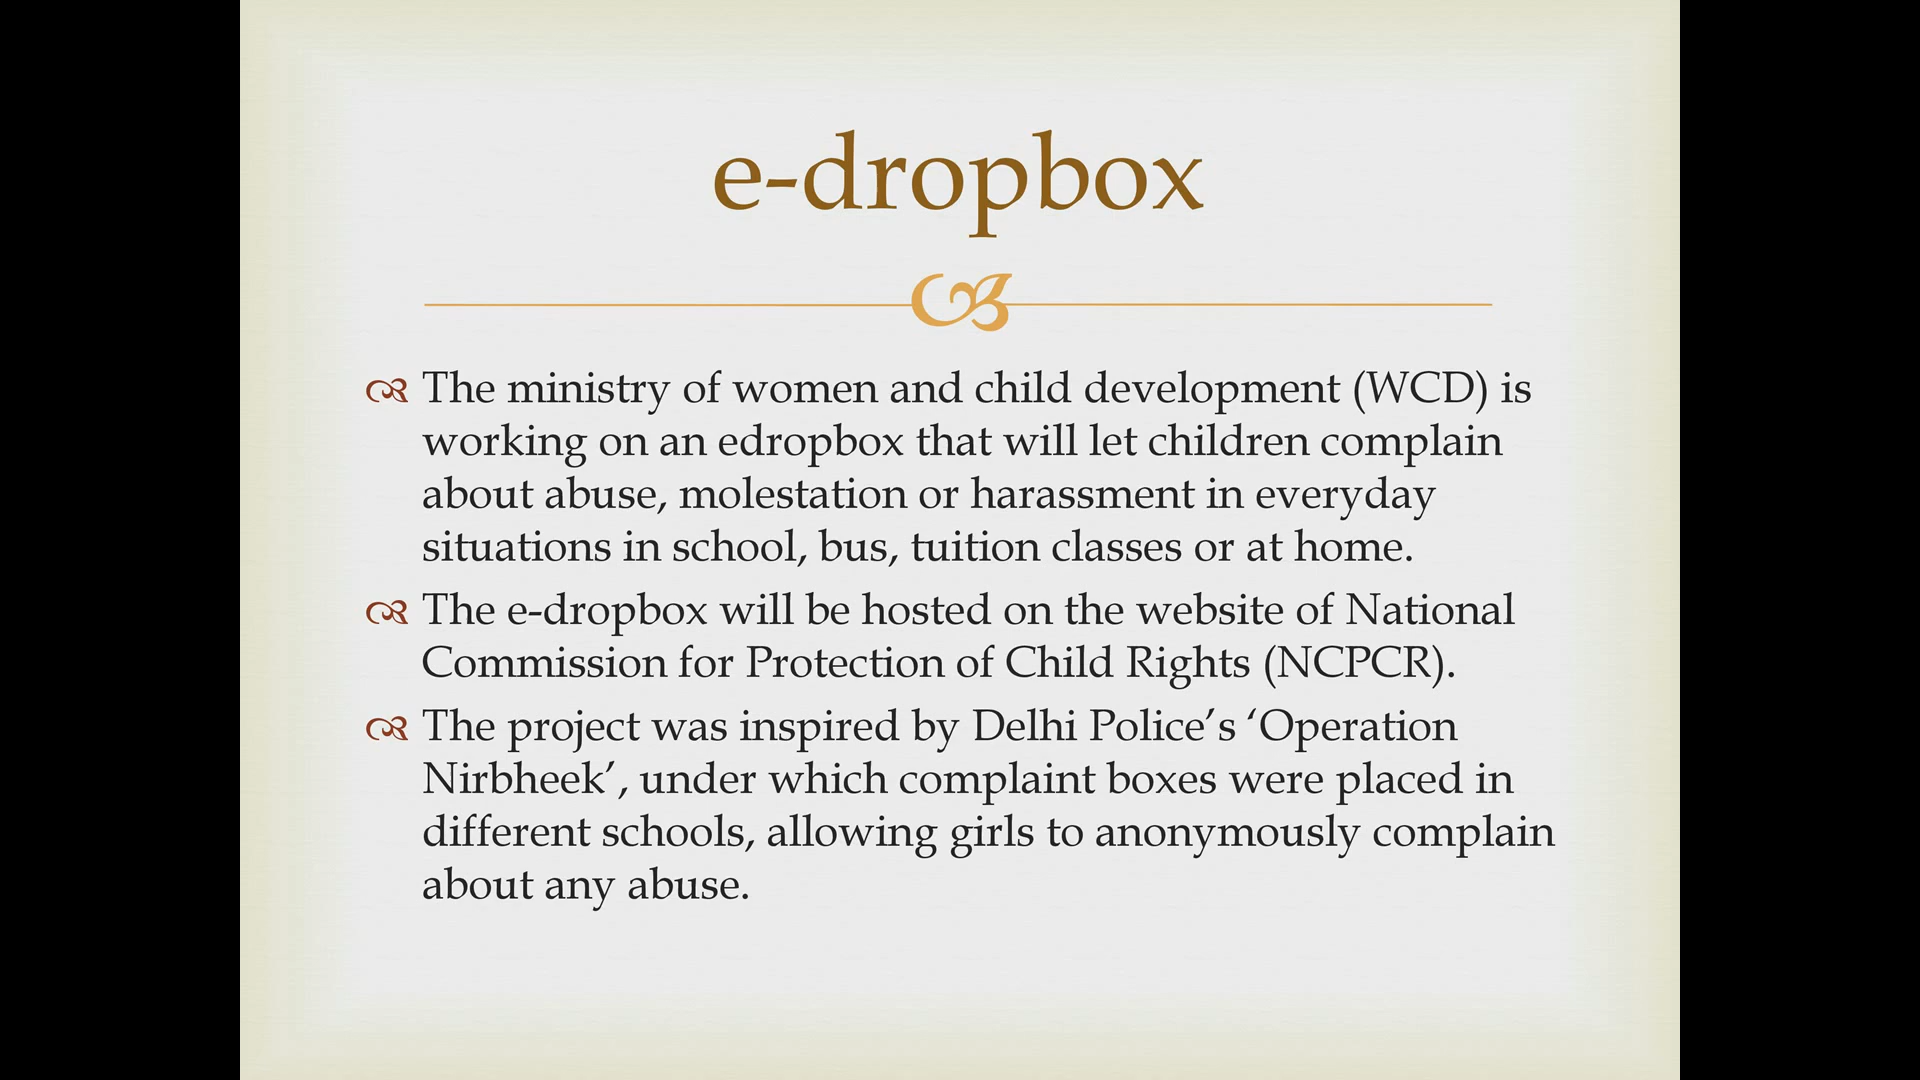 e-dropbox
The ministry of women and child development (WCD) is
working on an edropbox that will let children complain
about abuse, molestation or harassment in everyday
situations in school, bus, tuition classes or at home.
The e-dropbox will be hosted on the website of National
Commission for Protection of Child Rights (NCPCR).
The project was inspired by Delhi Police’s ‘Operation
Nirbheek’, under which complaint boxes were placed in
different schools, allowing girls to anonymously complain
about any abuse.